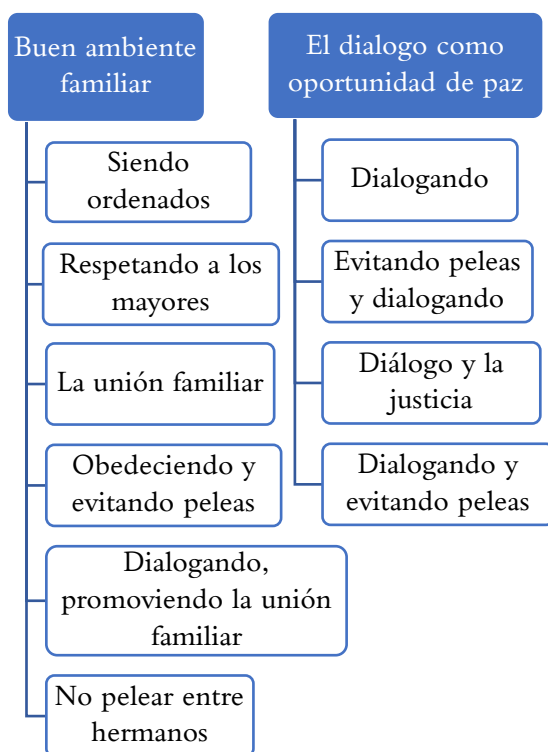 Buen ambiente
familiar
Siendo
ordenados
Respetando a los
mayores
La unión familiar
Obedeciendo y
evitando peleas
Dialogando,
promoviendo la unión
familiar
No pelear entre
hermanos
El dialogo como
oportunidad de paz
Dialogando
Evitando peleas
y dialogando
Diálogo y la
justicia
Dialogando y
evitando peleas